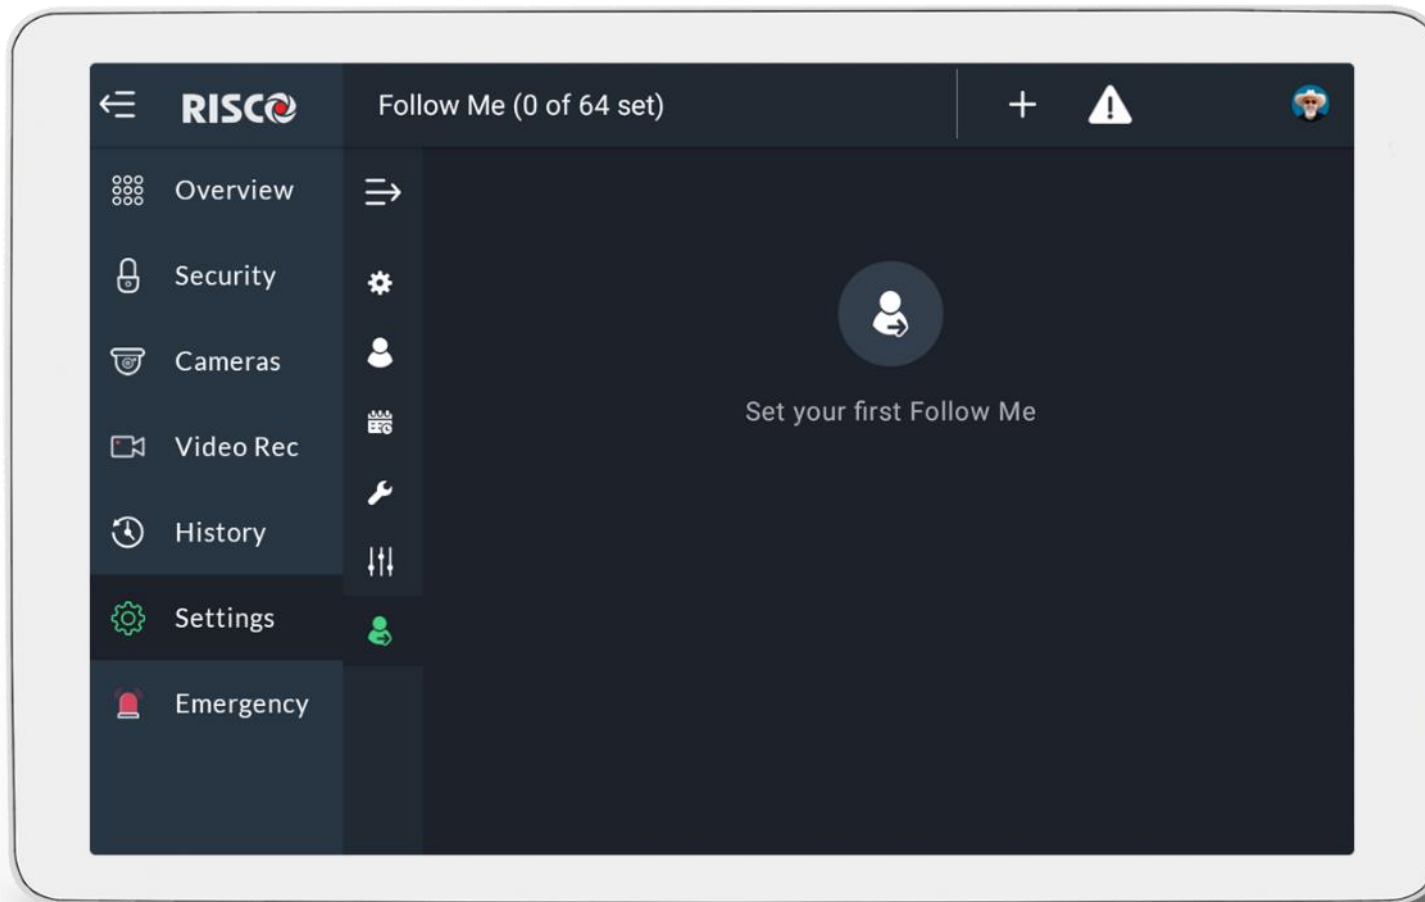 RISCO
Follow Me (0 of 64 set)
Overview
Security
Cameras
Video Rec
History
Settings
Emergency
Set your first Follow Me